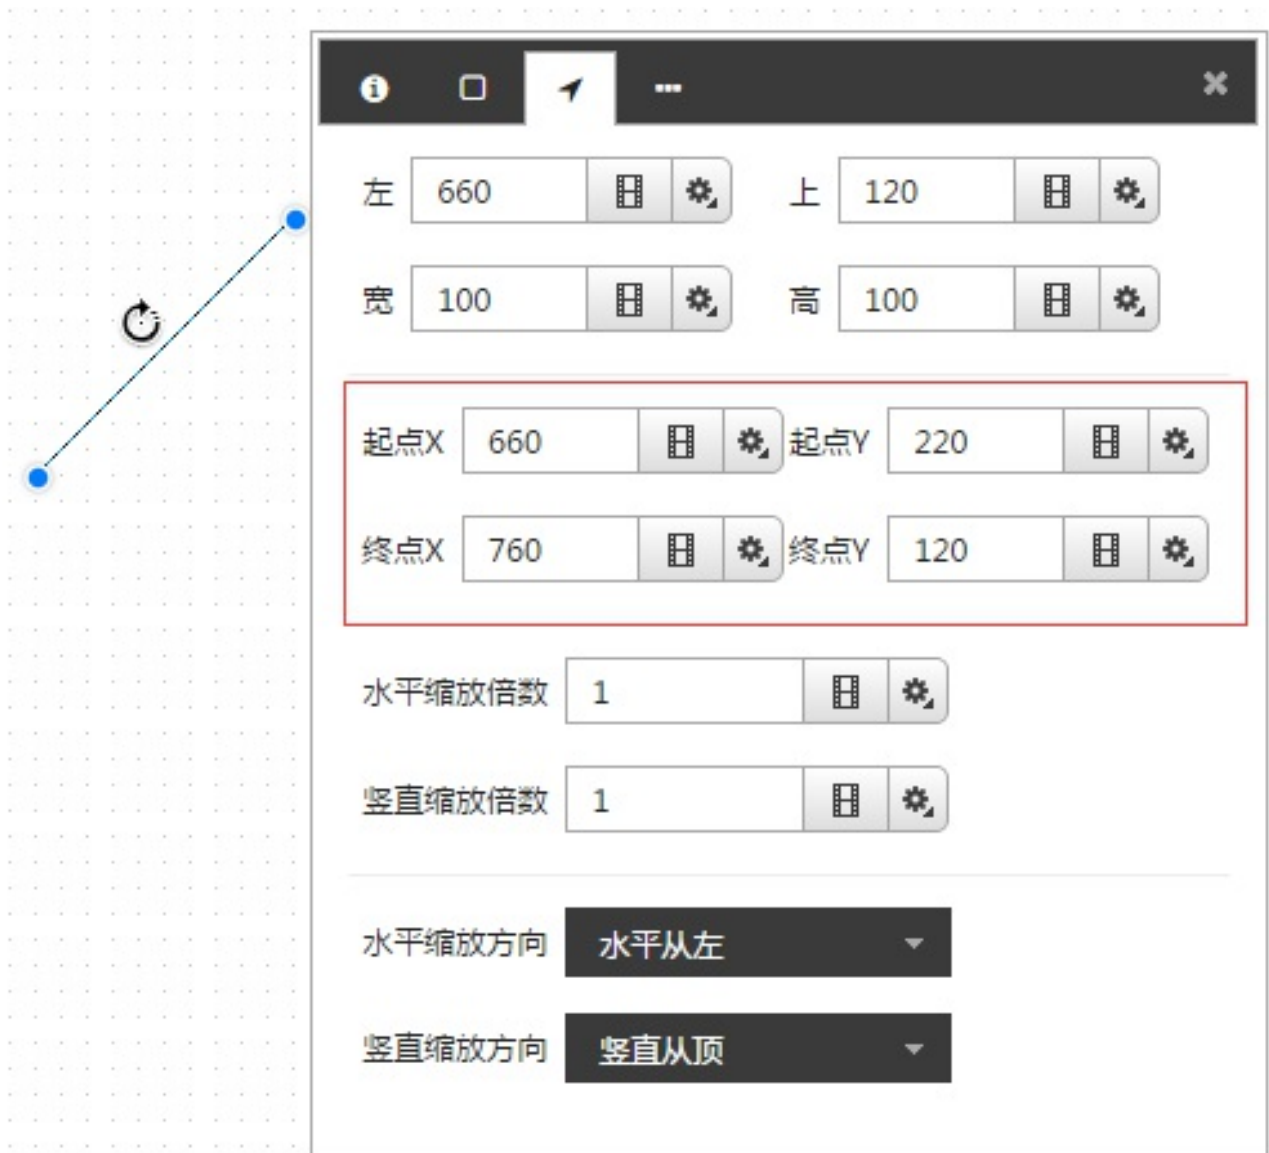 左 660 上 120
宽 100 高 100
起点X 660 起点Y 220
终点X 760 终点Y 120
水平缩放倍数 1
竖直缩放倍数 1
水平缩放方向 水平从左
竖直缩放方向 竖直从顶